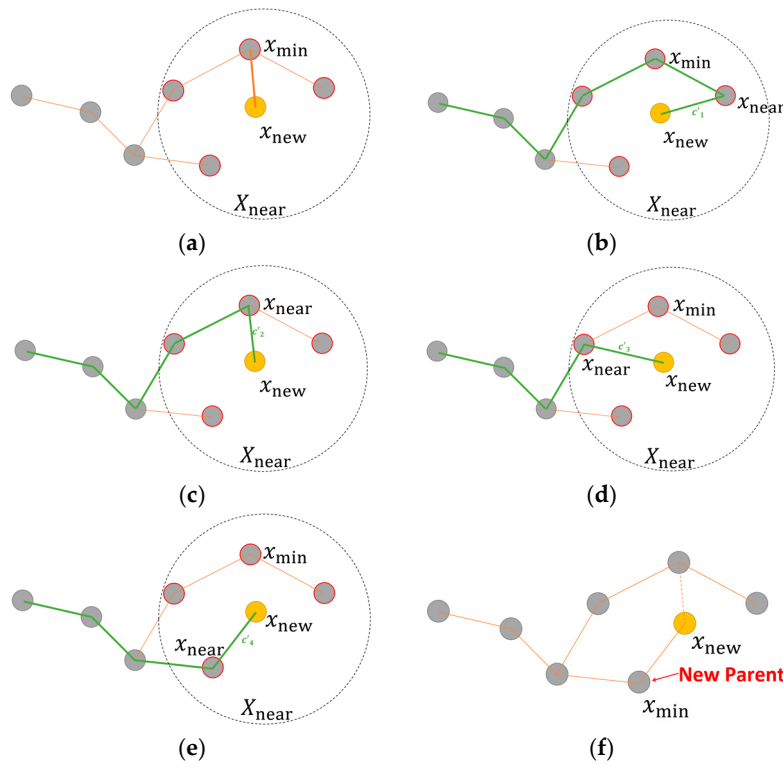 x_min
x_new
X_near
(a)
x_min
x_near
c'_1
x_new
X_near
(b)
x_near
c'_2
x_new
X_near
(c)
x_min
c'_3
x_near
x_new
X_near
(d)
x_min
x_new
x_near
c'_4
X_near
(e)
x_new
New Parent
x_min
(f)